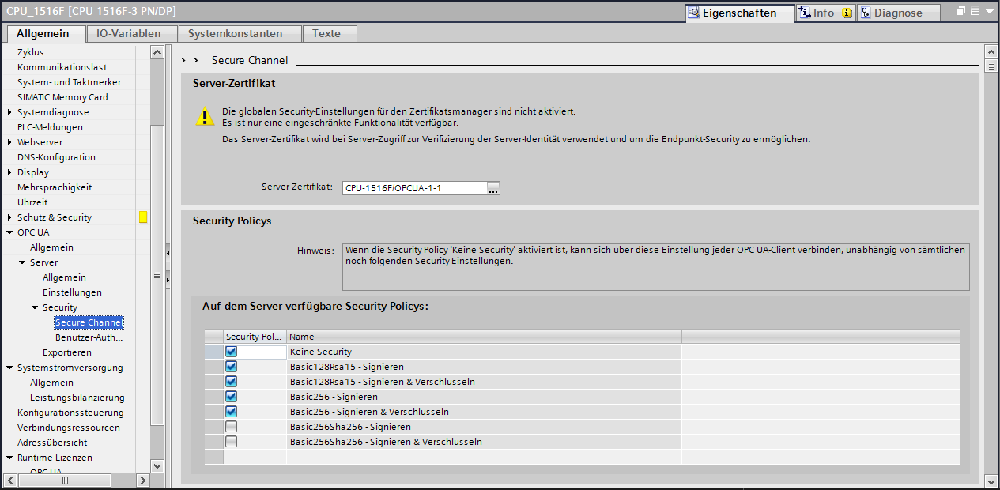 CPU_1516F [CPU 1516F-3 PN/DP]
Eigenschaften
Info
Diagnose
Allgemein
IO-Variablen
Systemkonstanten
Texte
Zyklus
Kommunikationslast
System- und Taktmerker
SIMATIC Memory Card
Systemdiagnose
PLC-Meldungen
Webserver
DNS-Konfiguration
Display
Mehrsprachigkeit
Uhrzeit
Schutz & Security
OPC UA
Allgemein
Server
Allgemein
Einstellungen
Security
Secure Channel
Benutzer-Auth...
Exportieren
Systemstromversorgung
Allgemein
Leistungsbilanzierung
Konfigurationssteuerung
Verbindungsressourcen
Adressübersicht
Runtime-Lizenzen
OPC UA
Secure Channel
Server-Zertifikat
Die globalen Security-Einstellungen für den Zertifikatsmanager sind nicht aktiviert.
Es ist nur eine eingeschränkte Funktionalität verfügbar.
Das Server-Zertifikat wird bei Server-Zugriff zur Verifizierung der Server-Identität verwendet und um die Endpunkt-Security zu ermöglichen.
Server-Zertifikat: CPU-1516F/OPCUA-1-1 ...
Security Policys
Hinweis: Wenn die Security Policy 'Keine Security' aktiviert ist, kann sich über diese Einstellung jeder OPC UA-Client verbinden, unabhängig von sämtlichen
noch folgenden Security Einstellungen.
Auf dem Server verfügbare Security Policys:
Security Pol... Name
Keine Security
Basic128Rsa15 - Signieren
Basic128Rsa15 - Signieren & Verschlüsseln
Basic256 - Signieren
Basic256 - Signieren & Verschlüsseln
Basic256Sha256 - Signieren
Basic256Sha256 - Signieren & Verschlüsseln